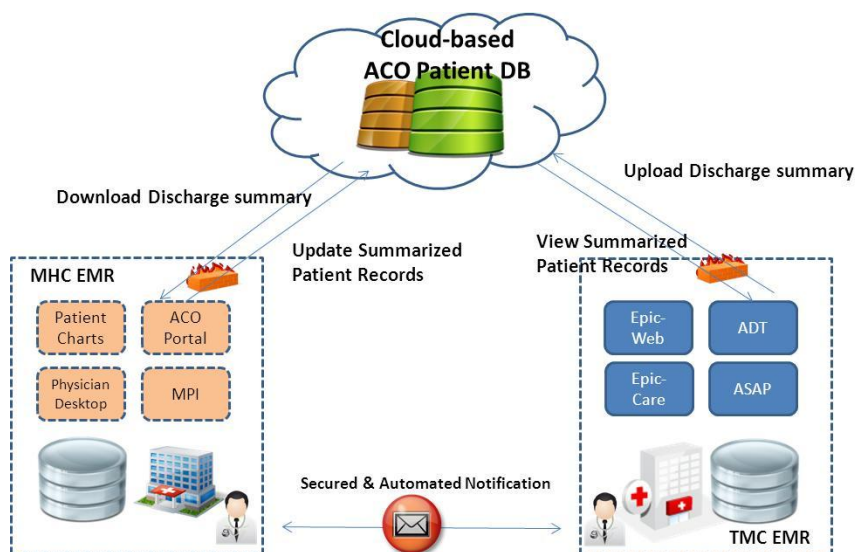 Cloud-based
ACO Patient DB
Download Discharge summary
Upload Discharge summary
Update Summarized
Patient Records
View Summarized
Patient Records
MHC EMR
Patient
Charts
ACO
Portal
Physician
Desktop
MPI
Epic-
Web
ADT
Epic-
Care
ASAP
Secured & Automated Notification
TMC EMR